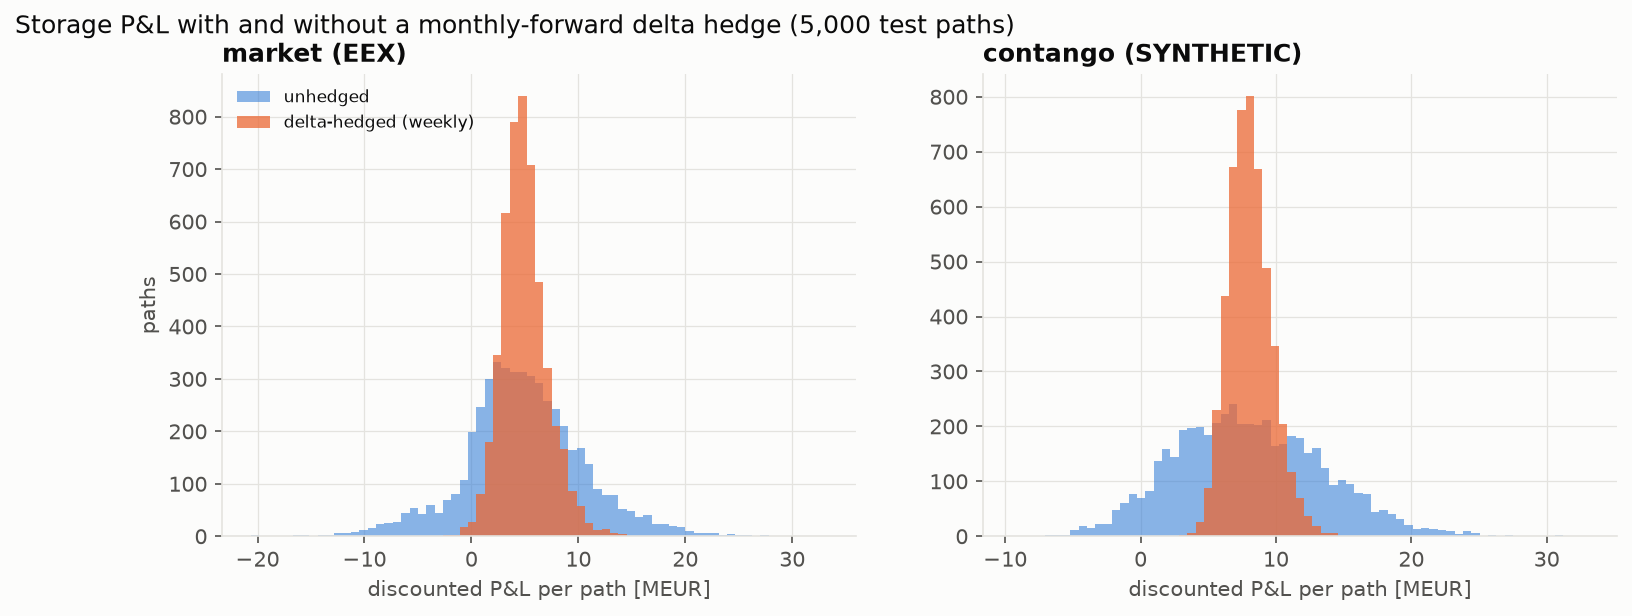 Storage P&L with and without a monthly-forward delta hedge (5,000 test paths)
market (EEX)
unhedged
delta-hedged (weekly)
800
700
600
500
400
300
200
100
0
paths
−20 −10 0 10 20 30
discounted P&L per path [MEUR]
contango (SYNTHETIC)
800
700
600
500
400
300
200
100
0
−10 0 10 20 30
discounted P&L per path [MEUR]